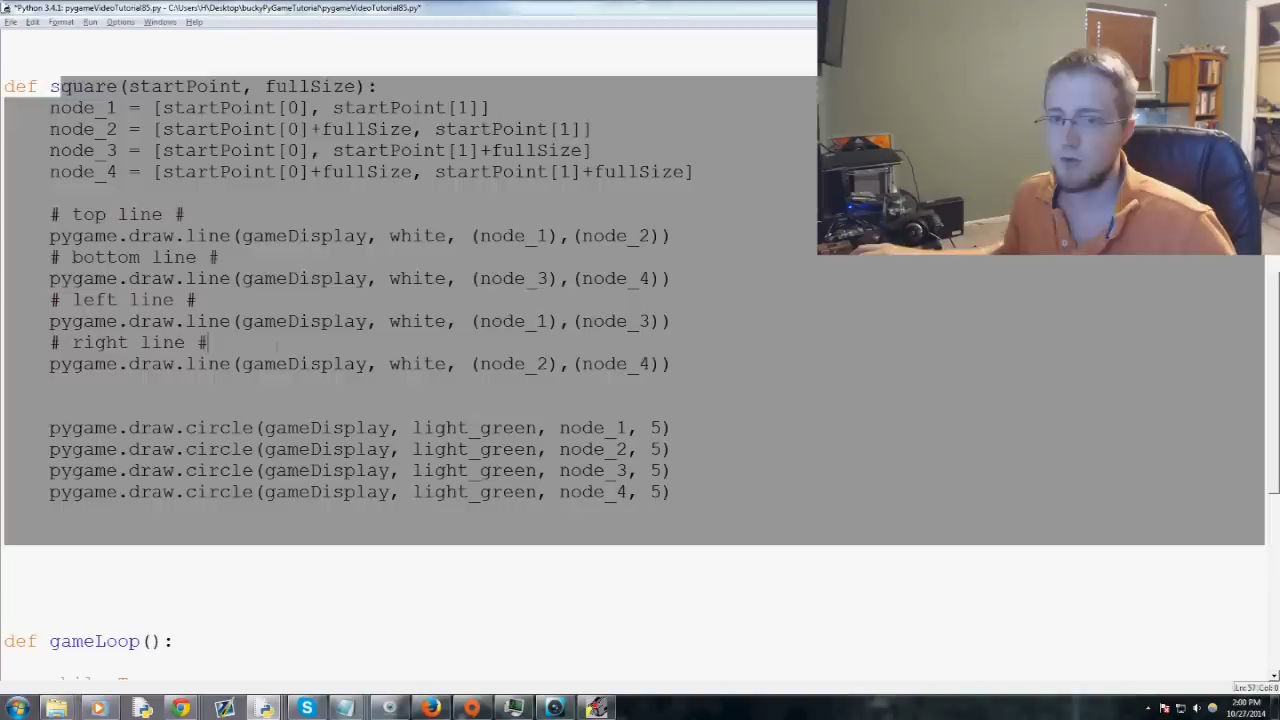 *Python 3.4.1: pygameVideoTutorial85.py - C:\Users\H\Desktop\buckyPyGameTutorial\pygameVideoTutorial85.py*
File Edit Format Run Options Windows Help
def square(startPoint, fullSize):
node_1 = [startPoint[0], startPoint[1]]
node_2 = [startPoint[0]+fullSize, startPoint[1]]
node_3 = [startPoint[0], startPoint[1]+fullSize]
node_4 = [startPoint[0]+fullSize, startPoint[1]+fullSize]
# top line #
pygame.draw.line(gameDisplay, white, (node_1),(node_2))
# bottom line #
pygame.draw.line(gameDisplay, white, (node_3),(node_4))
# left line #
pygame.draw.line(gameDisplay, white, (node_1),(node_3))
# right line #
pygame.draw.line(gameDisplay, white, (node_2),(node_4))
pygame.draw.circle(gameDisplay, light_green, node_1, 5)
pygame.draw.circle(gameDisplay, light_green, node_2, 5)
pygame.draw.circle(gameDisplay, light_green, node_3, 5)
pygame.draw.circle(gameDisplay, light_green, node_4, 5)
def gameLoop():
Ln:57 Col:0
2:00 PM
10/27/2014